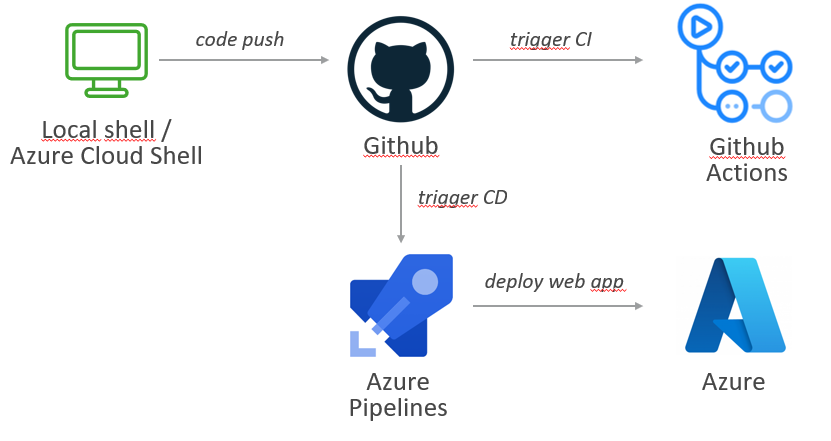 code push
trigger CI
Local shell /
Azure Cloud Shell
Github
Github
Actions
trigger CD
deploy web app
Azure
Pipelines
Azure